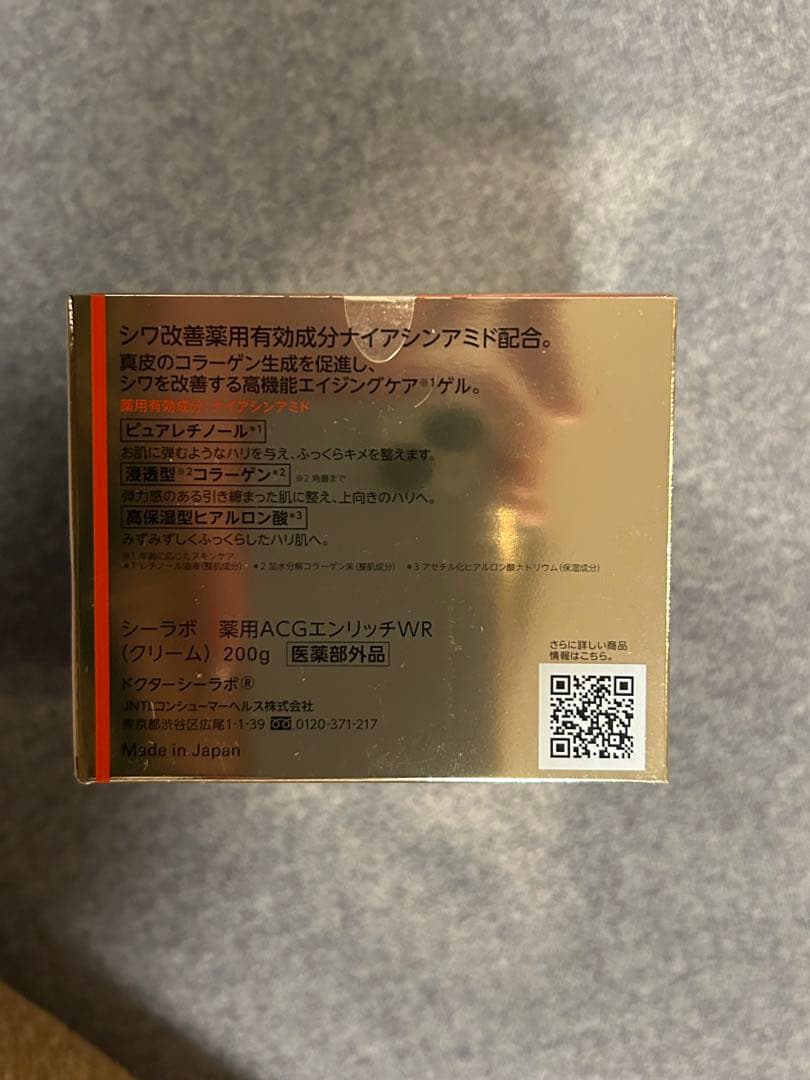 シワ改善薬用有効成分ナイアシンアミド配合。
真皮のコラーゲン生成を促進し、
シワを改善する高機能エイジングケア※1ゲル。
薬用有効成分:ナイアシンアミド
ピュアレチノール*1
お肌に弾むようなハリを与え、ふっくらキメを整えます。
浸透型※2コラーゲン*2 ※2 角層まで
弾力感のある引き締まった肌に整え、上向きのハリへ。
高保湿型ヒアルロン酸*3
みずみずしくふっくらしたハリ肌へ。
※1 年齢に応じたスキンケア
*1 レチノール油液(整肌成分) *2 加水分解コラーゲン末(整肌成分) *3 アセチル化ヒアルロン酸ナトリウム(保湿成分)
シーラボ 薬用ACGエンリッチWR
(クリーム) 200g 医薬部外品
ドクターシーラボ®
JNTLコンシューマーヘルス株式会社
東京都渋谷区広尾1-1-39 0120-371-217
Made in Japan
さらに詳しい商品
情報はこちら。